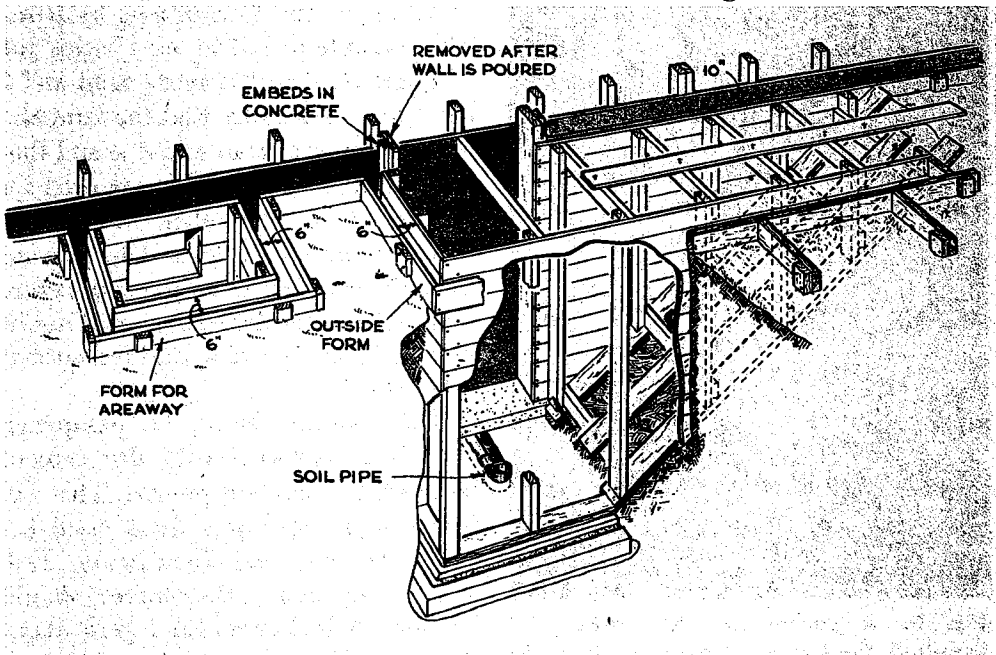 REMOVED AFTER
WALL IS POURED
10"
EMBEDS IN
CONCRETE
6"
6"
6"
OUTSIDE
FORM
FORM FOR
AREAWAY
SOIL PIPE